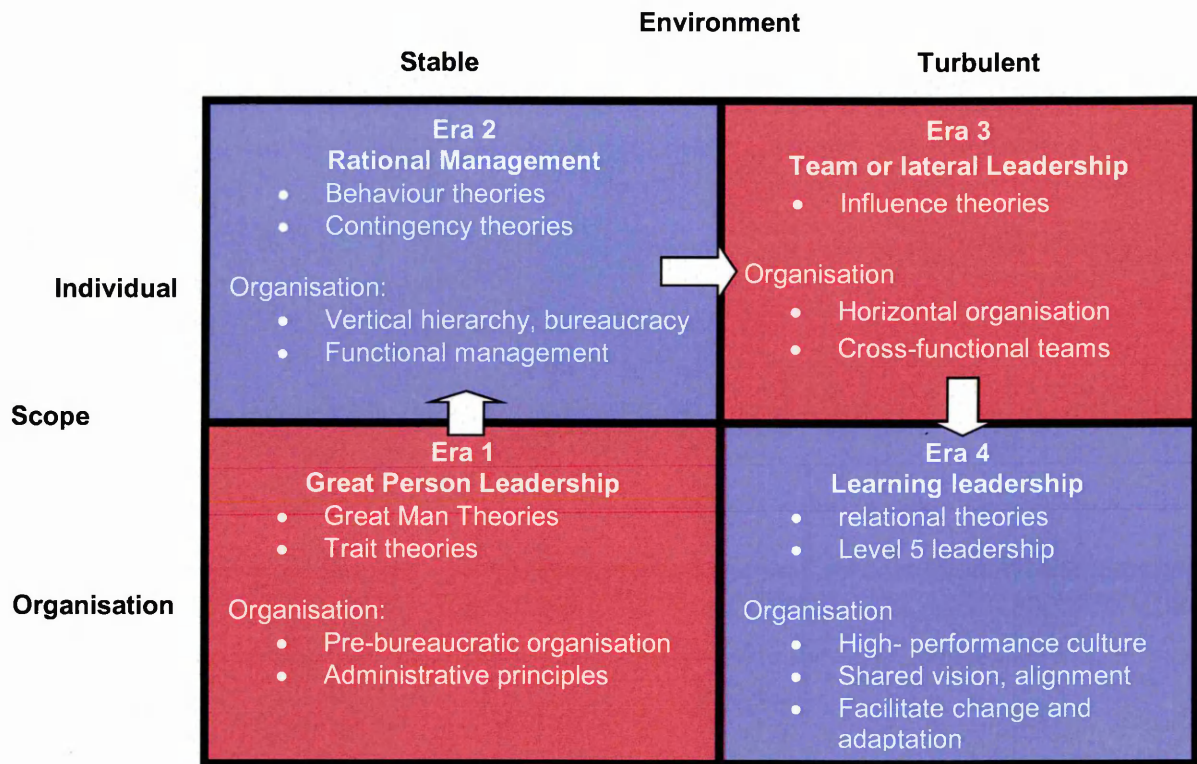 Environment
Stable
Turbulent
Era 2
Rational Management
• Behaviour theories
• Contingency theories
Organisation:
• Vertical hierarchy, bureaucracy
• Functional management
Era 3
Team or lateral Leadership
• Influence theories
Organisation
• Horizontal organisation
• Cross-functional teams
Individual
Scope
Organisation
Era 1
Great Person Leadership
• Great Man Theories
• Trait theories
Organisation:
• Pre-bureaucratic organisation
• Administrative principles
Era 4
Learning leadership
• relational theories
• Level 5 leadership
Organisation
• High- performance culture
• Shared vision, alignment
• Facilitate change and
adaptation